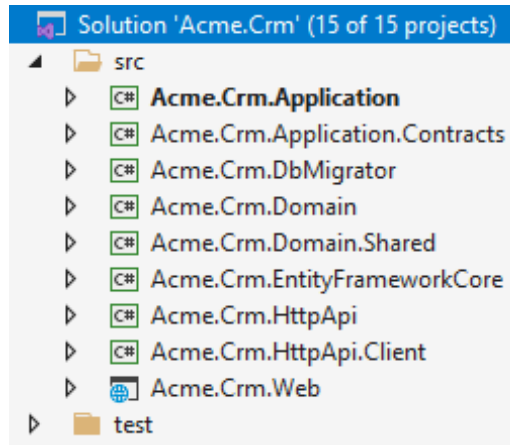 Solution 'Acme.Crm' (15 of 15 projects)
src
C# Acme.Crm.Application
C# Acme.Crm.Application.Contracts
C# Acme.Crm.DbMigrator
C# Acme.Crm.Domain
C# Acme.Crm.Domain.Shared
C# Acme.Crm.EntityFrameworkCore
C# Acme.Crm.HttpApi
C# Acme.Crm.HttpApi.Client
Acme.Crm.Web
test